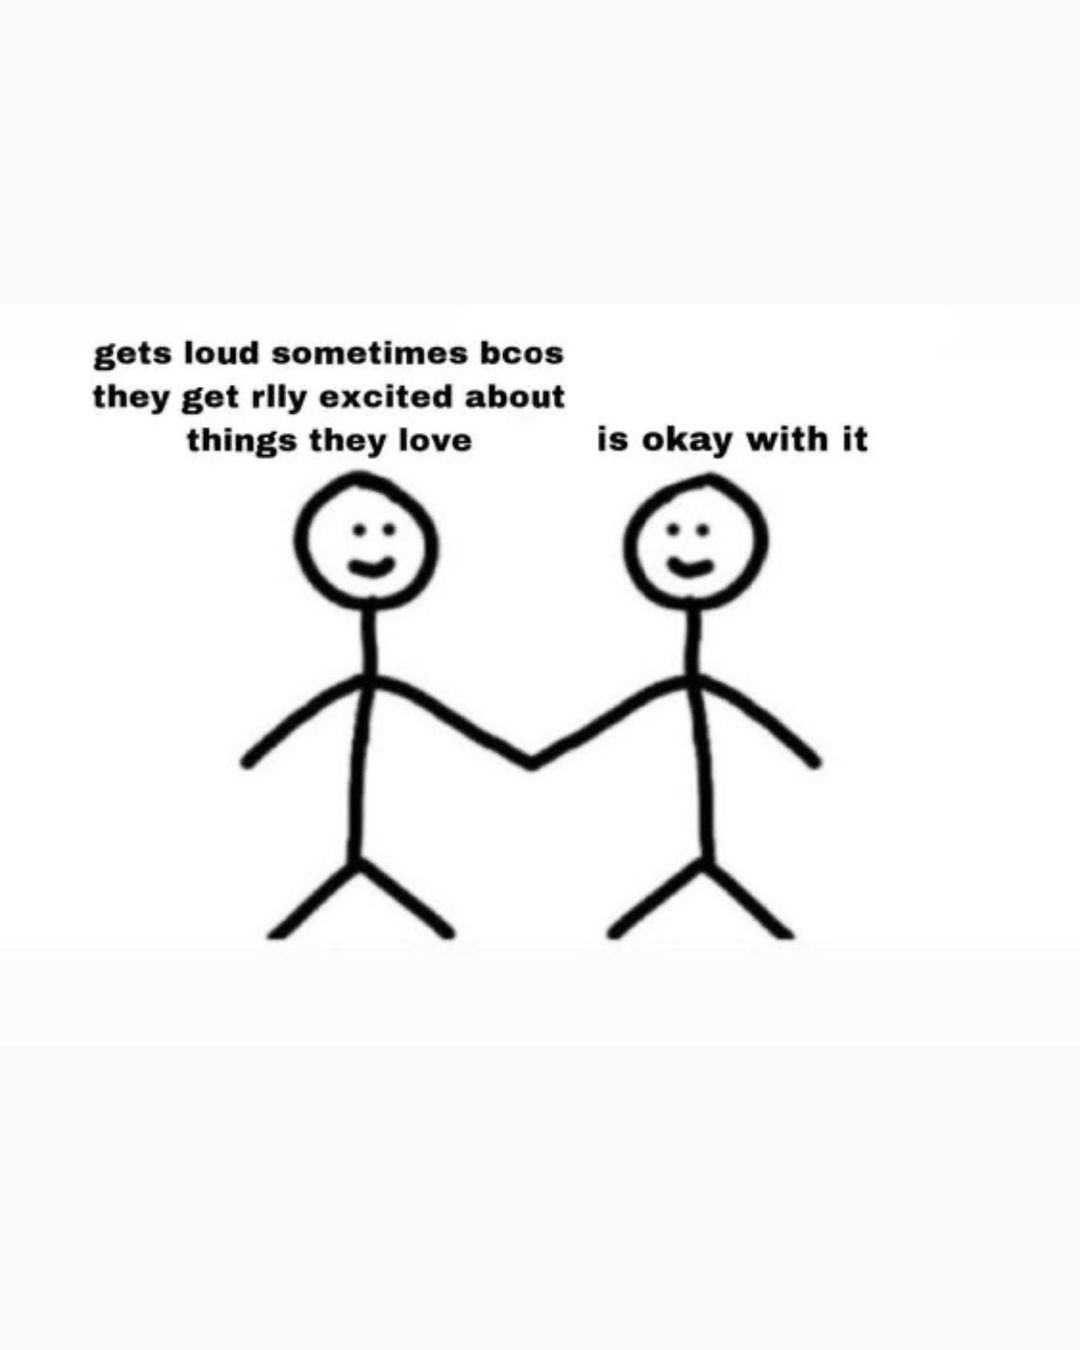 gets loud sometimes bcos
they get rlly excited about
things they love
is okay with it